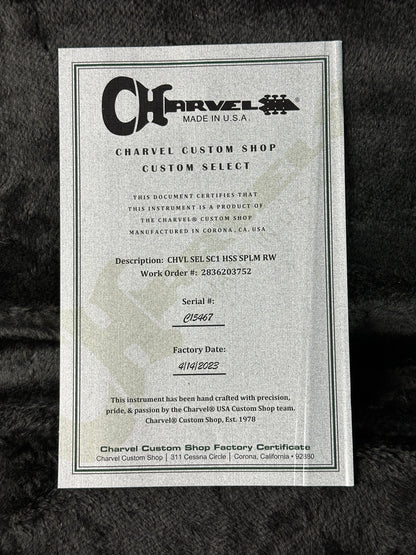 CHARVEL®
MADE IN U.S.A.
CHARVEL CUSTOM SHOP
CUSTOM SELECT
THIS DOCUMENT CERTIFIES THAT
THIS INSTRUMENT IS A PRODUCT OF
THE CHARVEL® CUSTOM SHOP
MANUFACTURED IN CORONA, CA. USA
Description: CHVL SEL SC1 HSS SPLM RW
Work Order #: 2836203752
Serial #:
C15467
Factory Date:
4/14/2023
This instrument has been hand crafted with precision,
pride, & passion by the Charvel® USA Custom Shop team.
Charvel® Custom Shop, Est. 1978
Charvel Custom Shop Factory Certificate
Charvel Custom Shop | 311 Cessna Circle | Corona, California • 92880